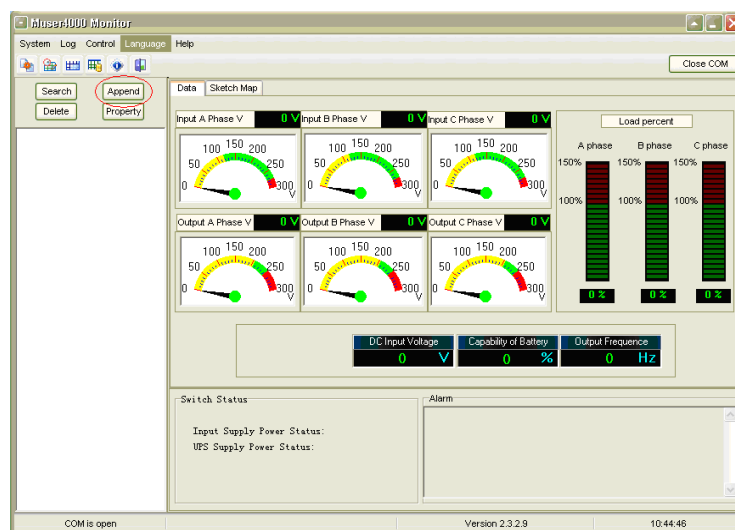 Muser4000 Monitor
System Log Control Language Help
Close COM
Search Append
Delete Property
Data Sketch Map
Input A Phase V 0 V Input B Phase V 0 V Input C Phase V 0 V
0 50 100 150 200 250 300 V
0 50 100 150 200 250 300 V
0 50 100 150 200 250 300 V
Output A Phase V 0 V Output B Phase V 0 V Output C Phase V 0 V
0 50 100 150 200 250 300 V
0 50 100 150 200 250 300 V
0 50 100 150 200 250 300 V
Load percent
A phase B phase C phase
150% 150% 150%
100% 100% 100%
0 % 0 % 0 %
DC Input Voltage Capability of Battery Output Frequence
0 V 0 % 0 Hz
Switch Status
Input Supply Power Status:
UPS Supply Power Status:
Alarm
COM is open Version 2.3.2.9 10:44:46